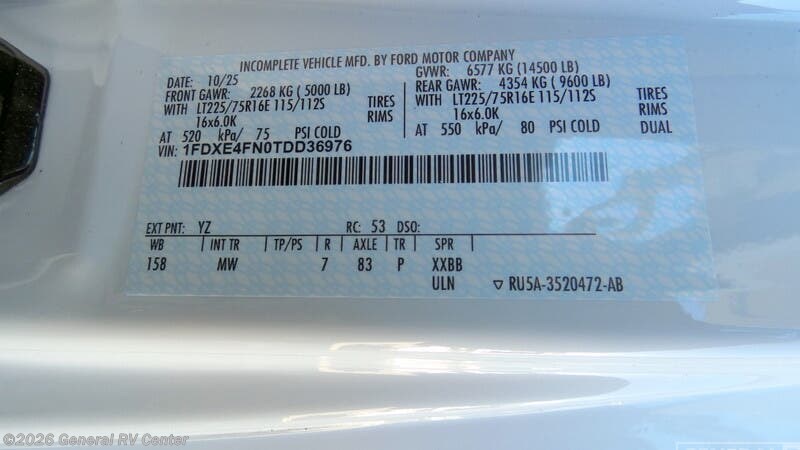 INCOMPLETE VEHICLE MFD. BY FORD MOTOR COMPANY
DATE: 10/25 GVWR: 6577 KG (14500 LB)
FRONT GAWR: 2268 KG (5000 LB) REAR GAWR: 4354 KG (9600 LB)
WITH LT225/75R16E 115/112S TIRES WITH LT225/75R16E 115/112S TIRES
16x6.0K RIMS 16x6.0K RIMS
AT 520 kPa/ 75 PSI COLD AT 550 kPa/ 80 PSI COLD DUAL
VIN: 1FDXE4FN0TDD36976
EXT PNT: YZ RC: 53 DSO:
WB INT TR TP/PS R AXLE TR SPR
158 MW 7 83 P XXBB
ULN RU5A-3520472-AB
©2026 General RV Center